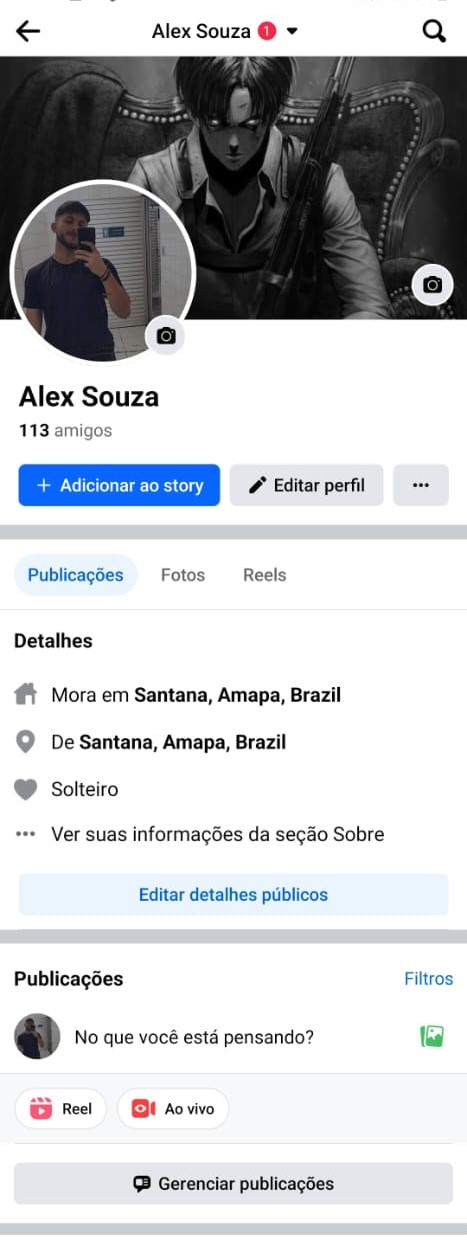 Alex Souza 1
Alex Souza
113 amigos
+ Adicionar ao story
Editar perfil
Publicações
Fotos
Reels
Detalhes
Mora em Santana, Amapa, Brazil
De Santana, Amapa, Brazil
Solteiro
Ver suas informações da seção Sobre
Editar detalhes públicos
Publicações
Filtros
No que você está pensando?
Reel
Ao vivo
Gerenciar publicações